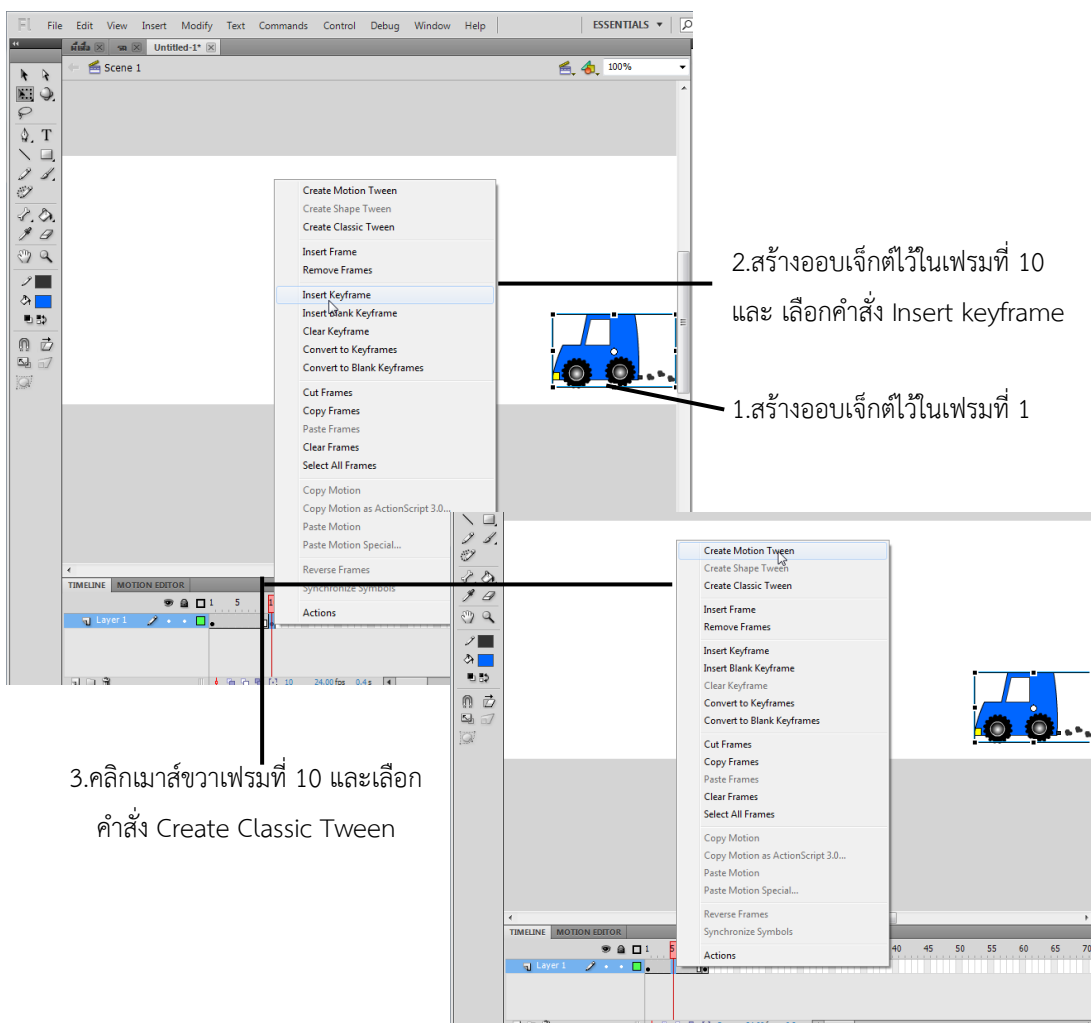 Fl File Edit View Insert Modify Text Commands Control Debug Window Help ESSENTIALS
ผีเสื้อ รถ Untitled-1*
Scene 1 100%
Create Motion Tween
Create Shape Tween
Create Classic Tween
Insert Frame
Remove Frames
Insert Keyframe
Insert Blank Keyframe
Clear Keyframe
Convert to Keyframes
Convert to Blank Keyframes
Cut Frames
Copy Frames
Paste Frames
Clear Frames
Select All Frames
Copy Motion
Copy Motion as ActionScript 3.0...
Paste Motion
Paste Motion Special...
Reverse Frames
Synchronize Symbols
Actions
TIMELINE MOTION EDITOR
1 5
Layer 1
10 24.00 fps 0.4 s
2.สร้างออบเจ็กต์ไว้ในเฟรมที่ 10
และ เลือกคำสั่ง Insert keyframe
1.สร้างออบเจ็กต์ไว้ในเฟรมที่ 1
3.คลิกเมาส์ขวาเฟรมที่ 10 และเลือก
คำสั่ง Create Classic Tween
Create Motion Tween
Create Shape Tween
Create Classic Tween
Insert Frame
Remove Frames
Insert Keyframe
Insert Blank Keyframe
Clear Keyframe
Convert to Keyframes
Convert to Blank Keyframes
Cut Frames
Copy Frames
Paste Frames
Clear Frames
Select All Frames
Copy Motion
Copy Motion as ActionScript 3.0...
Paste Motion
Paste Motion Special...
Reverse Frames
Synchronize Symbols
Actions
TIMELINE MOTION EDITOR
1 5 40 45 50 55 60 65 70
Layer 1